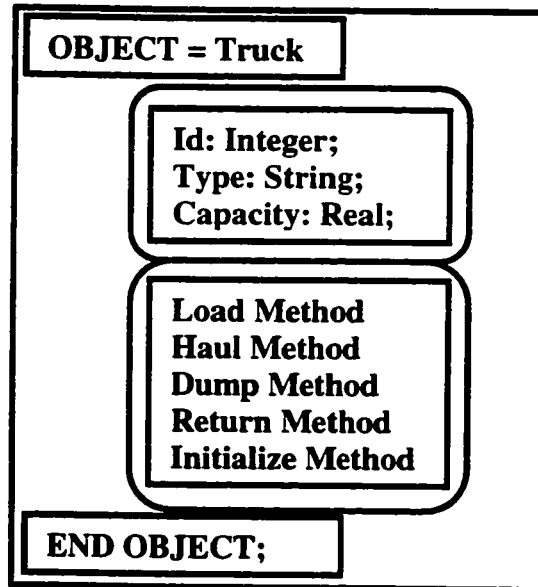 OBJECT = Truck
Id: Integer;
Type: String;
Capacity: Real;
Load Method
Haul Method
Dump Method
Return Method
Initialize Method
END OBJECT;